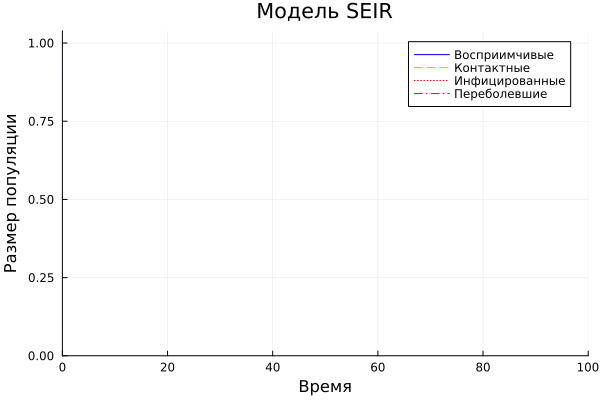 Модель SEIR
Восприимчивые
Контактные
Инфицированные
Переболевшие
Размер популяции
1.00
0.75
0.50
0.25
0.00
0 20 40 60 80 100
Время